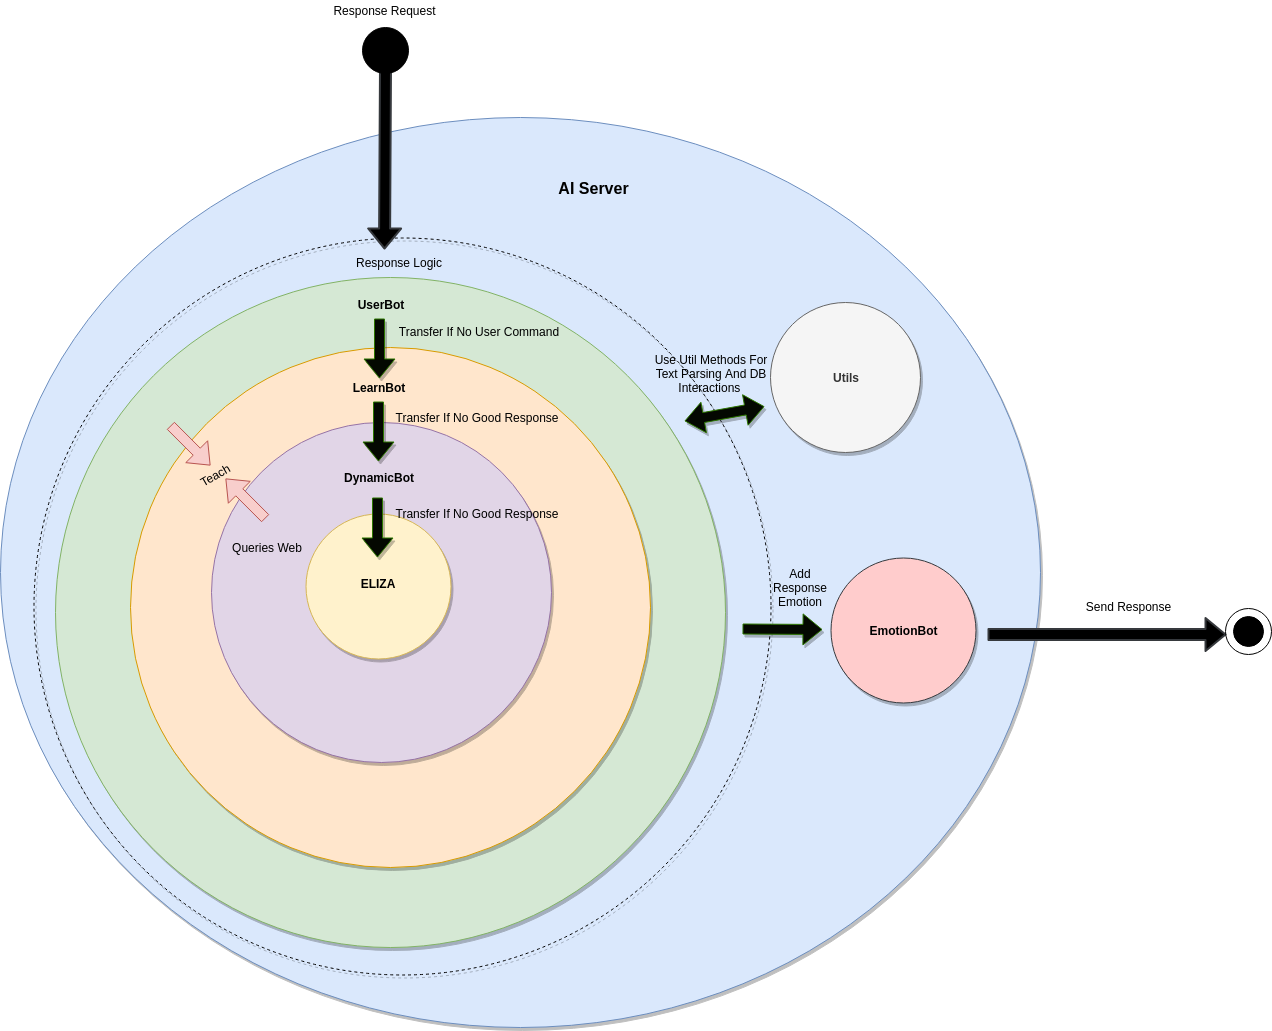 Response Request
AI Server
Response Logic
UserBot
Transfer If No User Command
LearnBot
Transfer If No Good Response
DynamicBot
Transfer If No Good Response
ELIZA
Teach
Queries Web
Use Util Methods For
Text Parsing And DB
Interactions
Utils
Add
Response
Emotion
EmotionBot
Send Response